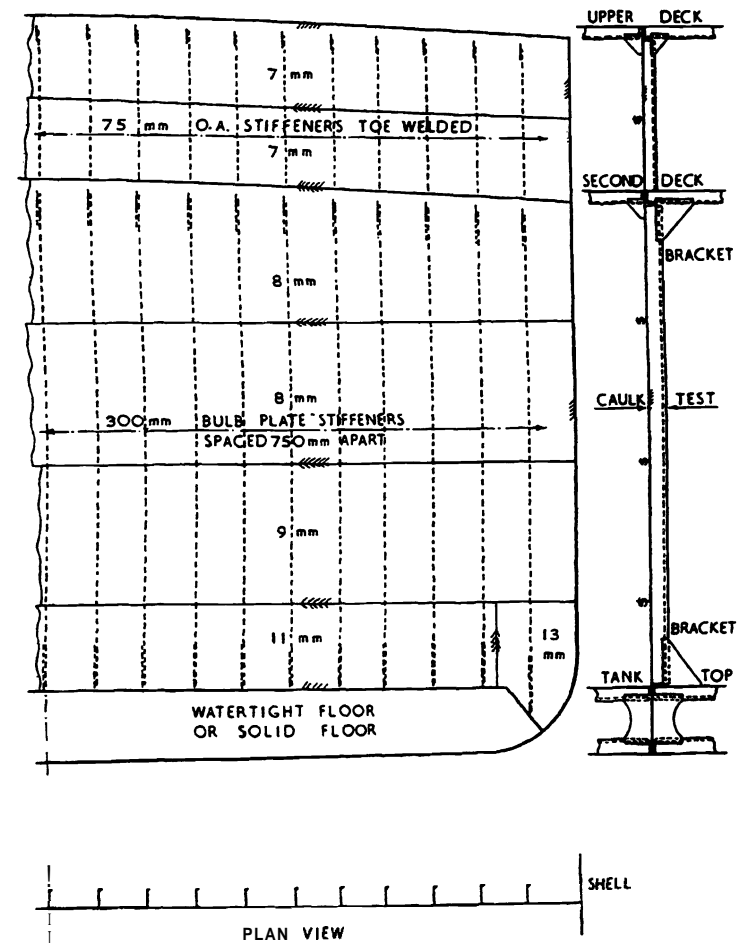 UPPER DECK
7 mm
75 mm O.A. STIFFENERS TOE WELDED
7 mm
SECOND DECK
BRACKET
8 mm
8 mm
CAULK TEST
300 mm BULB PLATE STIFFENERS
SPACED 750 mm APART
9 mm
11 mm
13
mm
BRACKET
TANK TOP
WATERTIGHT FLOOR
OR SOLID FLOOR
SHELL
PLAN VIEW